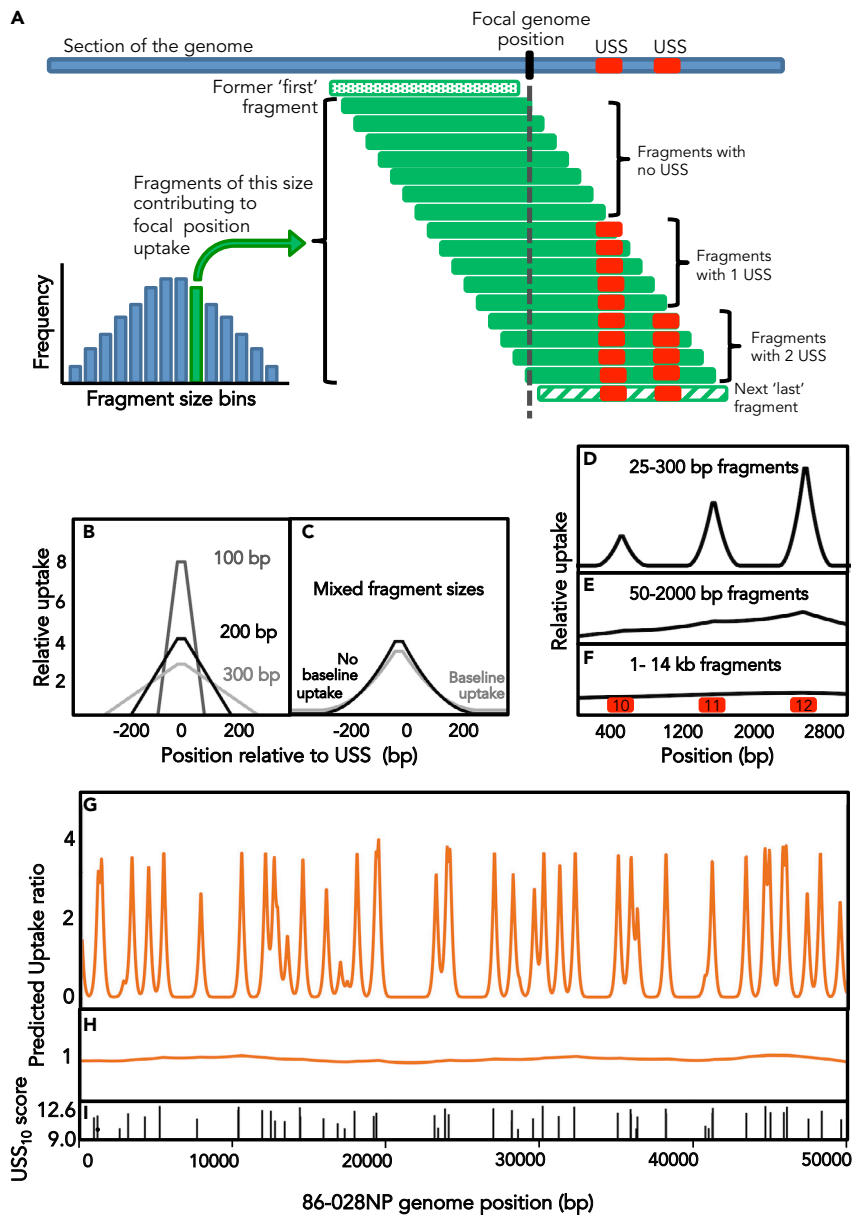 A
Focal genome
position
Section of the genome
USS
USS
Former ‘first’
fragment
Fragments with
no USS
Fragments of this size
contributing to
focal position
uptake
Fragments
with 1 USS
Fragments
with 2 USS
Next ‘last’
fragment
Frequency
Fragment size bins
B
100 bp
200 bp
300 bp
8
6
4
2
Relative uptake
-200
0
200
C
Mixed fragment sizes
No
baseline
uptake
Baseline
uptake
-200
0
200
Position relative to USS (bp)
D
25-300 bp fragments
E
50-2000 bp fragments
F
1- 14 kb fragments
Relative uptake
10
11
12
400
1200
2000
2800
Position (bp)
G
4
2
0
Predicted Uptake ratio
H
1
I
12.6
9.0
USS10 score
0
10000
20000
30000
40000
50000
86-028NP genome position (bp)